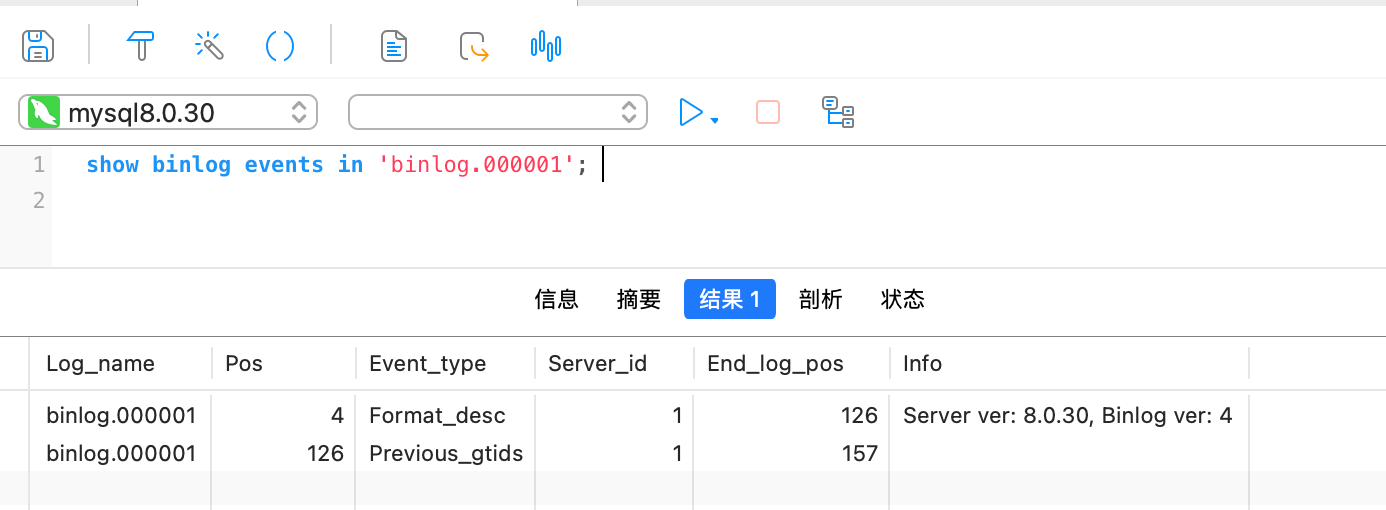 mysql8.0.30
1 show binlog events in 'binlog.000001';
2
信息 摘要 结果 1 剖析 状态
Log_name Pos Event_type Server_id End_log_pos Info
binlog.000001 4 Format_desc 1 126 Server ver: 8.0.30, Binlog ver: 4
binlog.000001 126 Previous_gtids 1 157